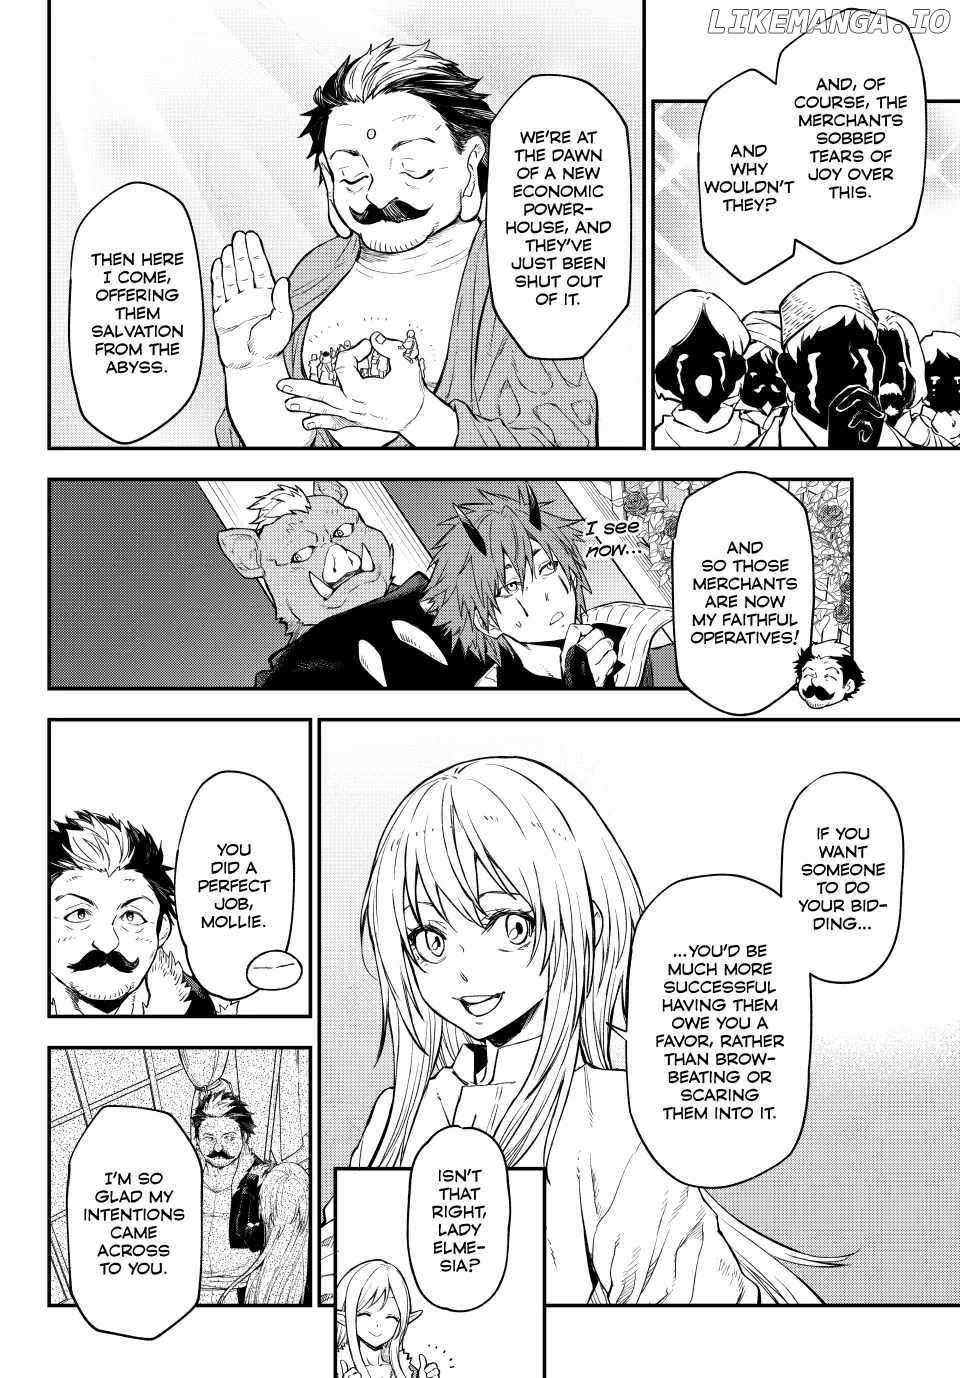 LIKEMANGA.IO
AND, OF
COURSE, THE
MERCHANTS
SOBBED
TEARS OF
JOY OVER
THIS.
AND
WHY
WOULDN'T
THEY?
WE'RE AT
THE DAWN
OF A NEW
ECONOMIC
POWER-
HOUSE, AND
THEY'VE
JUST BEEN
SHUT OUT
OF IT.
THEN HERE
I COME,
OFFERING
THEM
SALVATION
FROM THE
ABYSS.
AND
SO THOSE
MERCHANTS
ARE NOW
MY FAITHFUL
OPERATIVES!
I see
now...
IF YOU
WANT
SOMEONE
TO DO
YOUR BID-
DING...
...YOU'D BE
MUCH MORE
SUCCESSFUL
HAVING THEM
OWE YOU A
FAVOR, RATHER
THAN BROW-
BEATING OR
SCARING
THEM INTO IT.
ISN'T
THAT
RIGHT,
LADY
ELME-
SIA?
YOU
DID A
PERFECT
JOB,
MOLLIE.
I'M SO
GLAD MY
INTENTIONS
CAME
ACROSS
TO YOU.